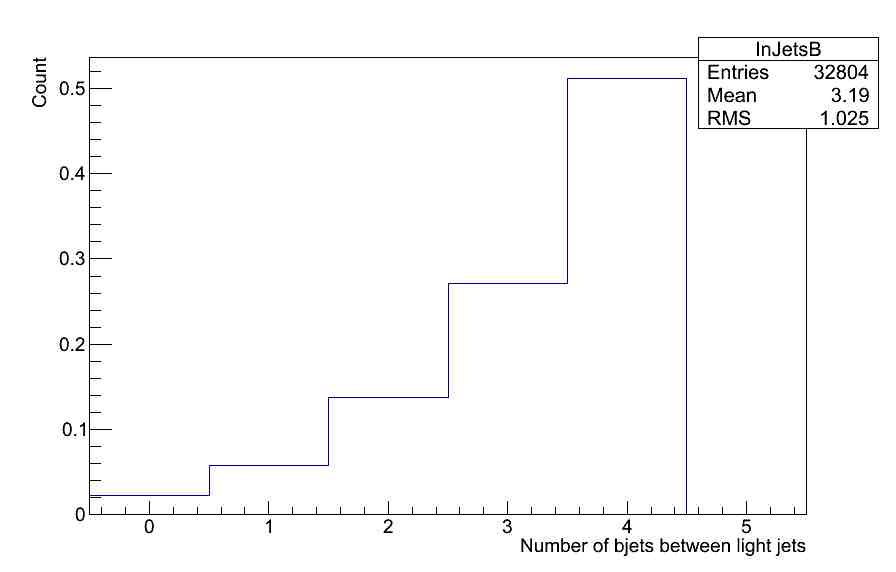 InJetsB
Entries 32804
Mean 3.19
RMS 1.025
Count
0.5
0.4
0.3
0.2
0.1
0
0 1 2 3 4 5
Number of bjets between light jets